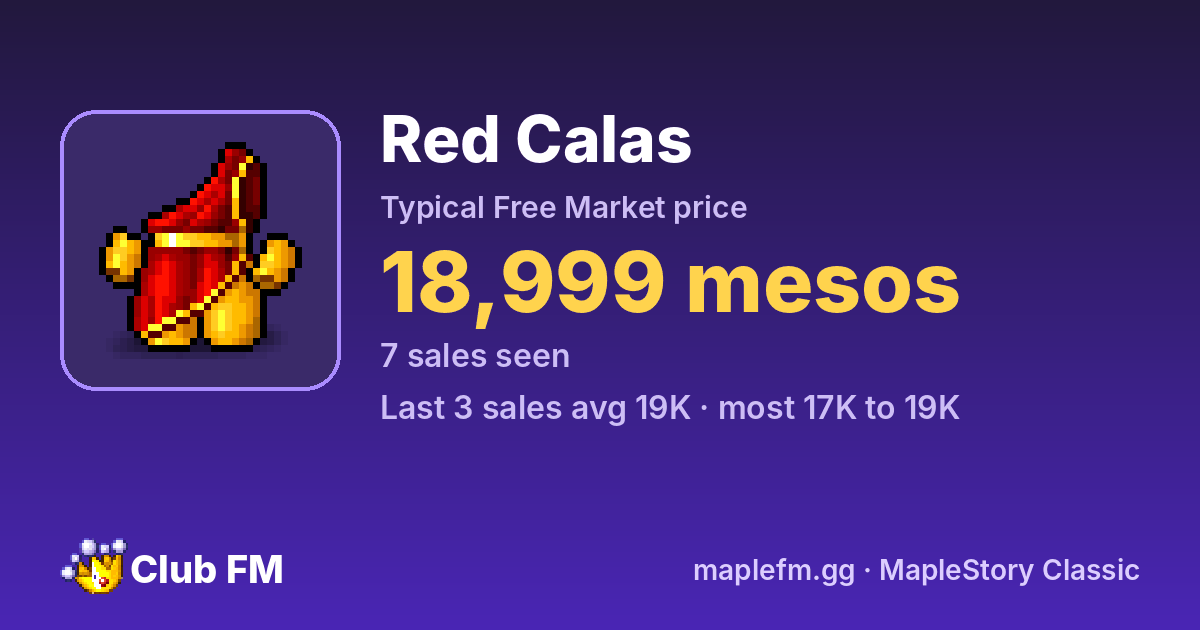 Red Calas
Typical Free Market price
18,999 mesos
7 sales seen
Last 3 sales avg 19K · most 17K to 19K
Club FM
maplefm.gg · MapleStory Classic